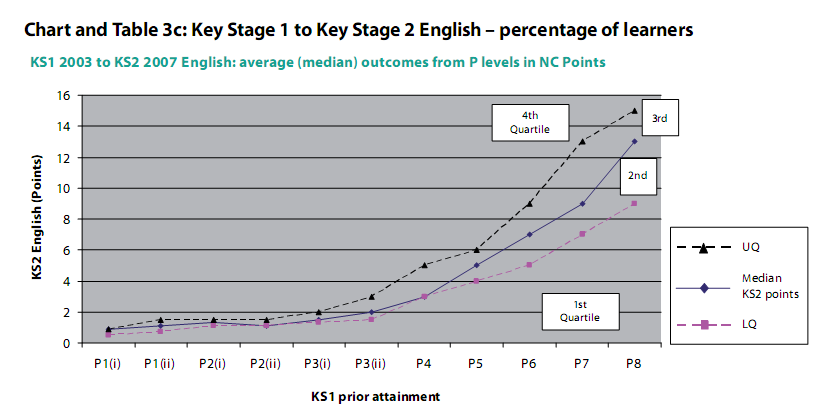 Chart and Table 3c: Key Stage 1 to Key Stage 2 English – percentage of learners
KS1 2003 to KS2 2007 English: average (median) outcomes from P levels in NC Points
16
14
12
10
8
6
4
2
0
KS2 English (Points)
4th
Quartile
3rd
2nd
1st
Quartile
UQ
Median
KS2 points
LQ
P1(i) P1(ii) P2(i) P2(ii) P3(i) P3(ii) P4 P5 P6 P7 P8
KS1 prior attainment